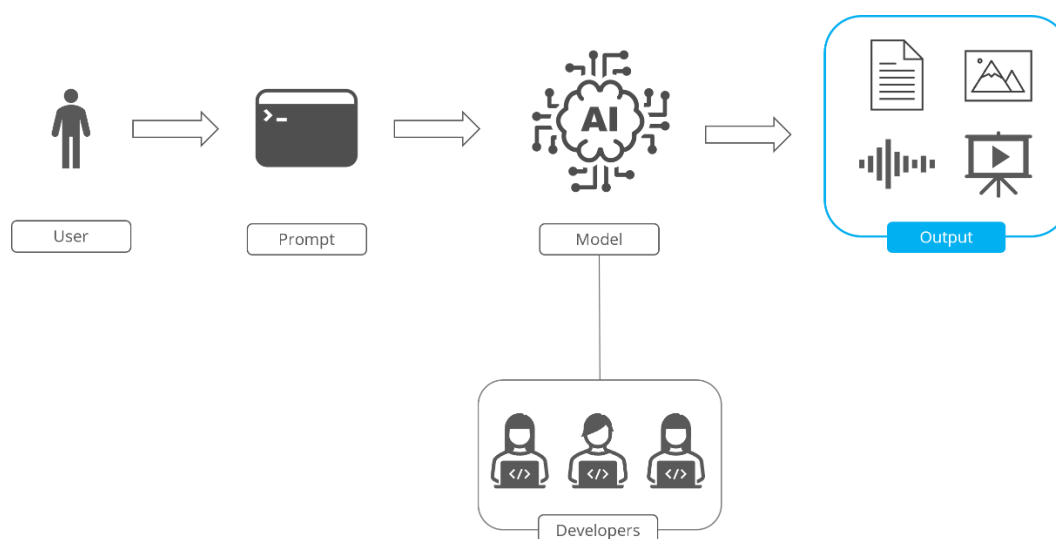 >_
AI
User
Prompt
Model
Output
</> </> </>
Developers